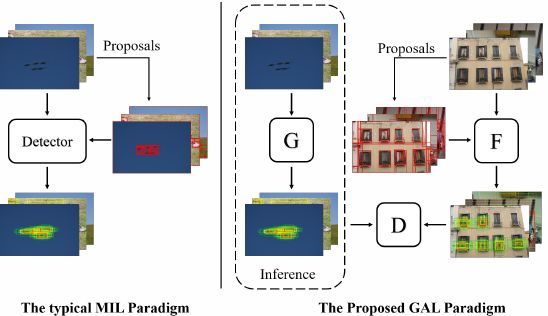 Proposals
Detector
The typical MIL Paradigm
Proposals
G
F
D
Inference
The Proposed GAL Paradigm